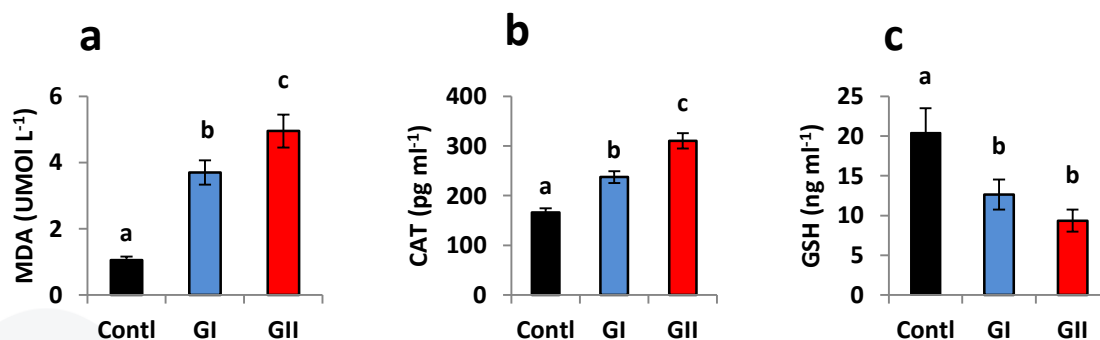 a
MDA (UMOI L⁻¹)
6
4
2
0
a
b
c
Contl GI GII
b
CAT (pg ml⁻¹)
400
300
200
100
0
a
b
c
Contl GI GII
c
GSH (ng ml⁻¹)
25
20
15
10
5
0
a
b
b
Contl GI GII